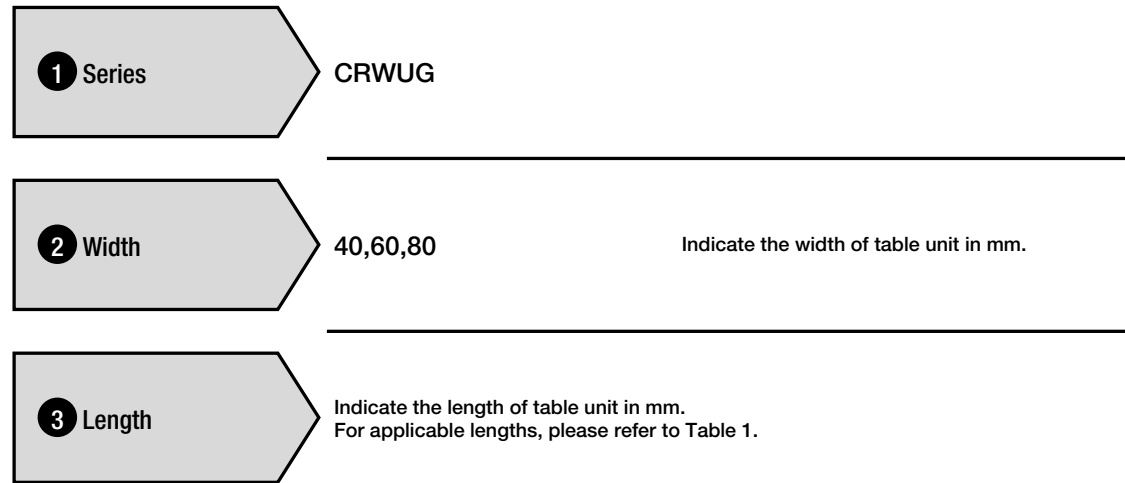 1 Series
CRWUG
2 Width
40,60,80
Indicate the width of table unit in mm.
3 Length
Indicate the length of table unit in mm.
For applicable lengths, please refer to Table 1.